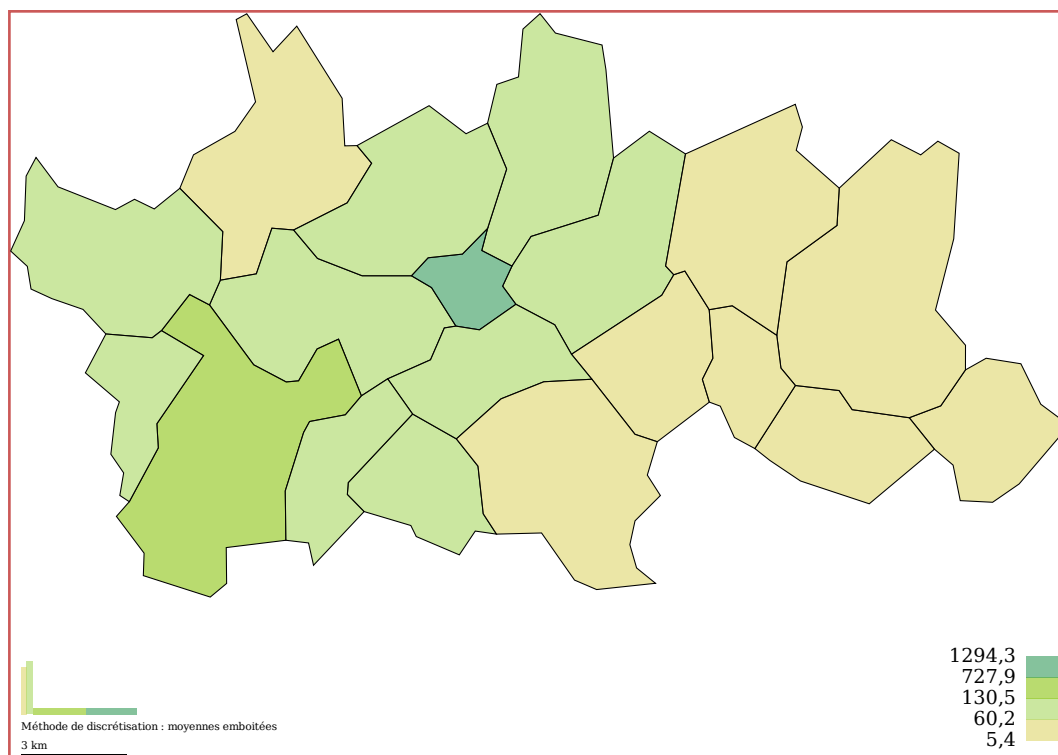 1294,3
727,9
130,5
60,2
5,4
Méthode de discrétisation : moyennes emboitées
3 km